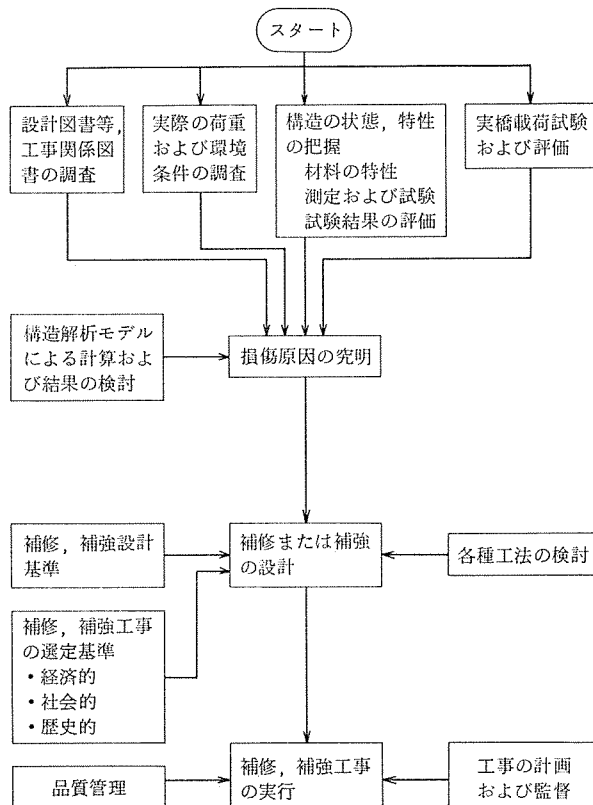 スタート
設計図書等,
工事関係図
書の調査
実際の荷重
および環境
条件の調査
構造の状態, 特性
の把握
材料の特性
測定および試験
試験結果の評価
実橋載荷試験
および評価
構造解析モデル
による計算およ
び結果の検討
損傷原因の究明
補修, 補強設計
基準
補修または補強
の設計
各種工法の検討
補修, 補強工事
の選定基準
・経済的
・社会的
・歴史的
品質管理
補修, 補強工事
の実行
工事の計画
および監督